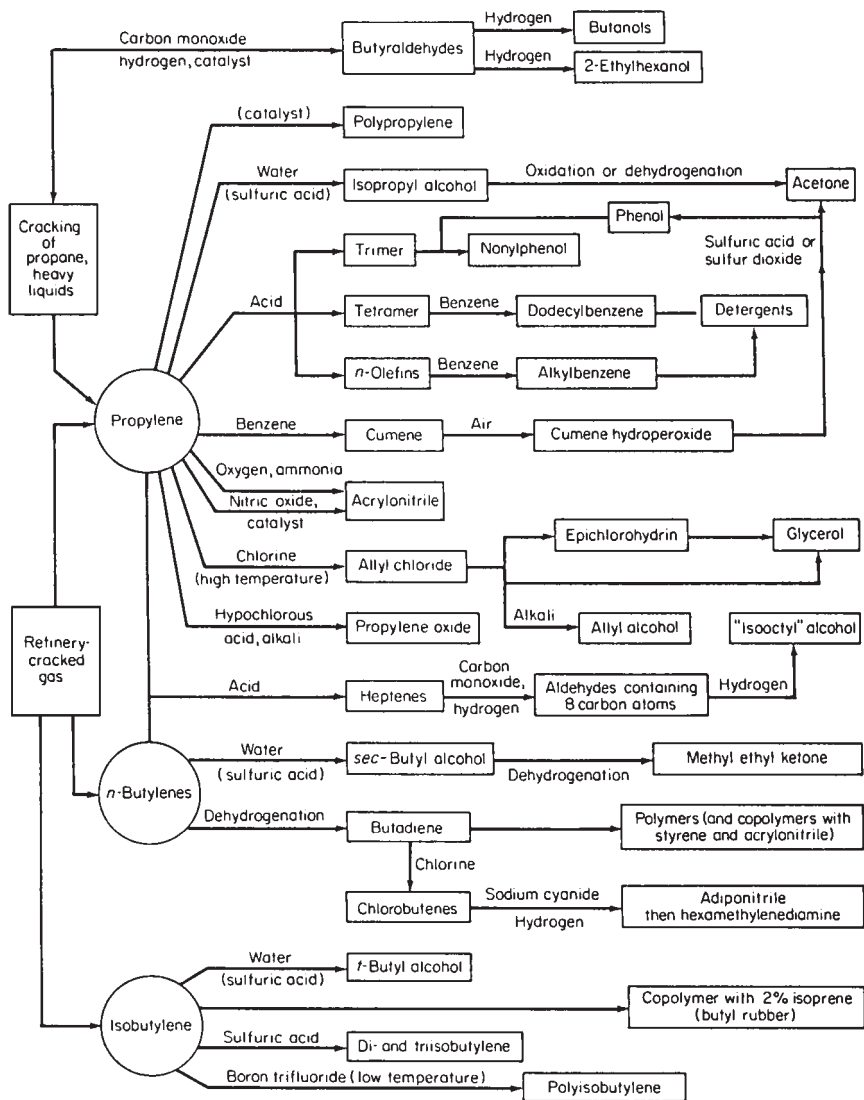 Carbon monoxide
hydrogen, catalyst
Butyraldehydes
Hydrogen
Butanols
Hydrogen
2-Ethylhexanol
(catalyst)
Polypropylene
Water
(sulfuric acid)
Isopropyl alcohol
Oxidation or dehydrogenation
Acetone
Cracking
of
propane,
heavy
liquids
Phenol
Trimer
Nonylphenol
Sulfuric acid or
sulfur dioxide
Acid
Tetramer
Benzene
Dodecylbenzene
Detergents
n-Olefins
Benzene
Alkylbenzene
Propylene
Benzene
Cumene
Air
Cumene hydroperoxide
Oxygen, ammonia
Nitric oxide,
catalyst
Acrylonitrile
Chlorine
(high temperature)
Allyl chloride
Epichlorohydrin
Glycerol
Hypochlorous
acid, alkali
Propylene oxide
Alkali
Allyl alcohol
"Isooctyl" alcohol
Refinery-
cracked
gas
Acid
Heptenes
Carbon
monoxide,
hydrogen
Aldehydes containing
8 carbon atoms
Hydrogen
n-Butylenes
Water
(sulfuric acid)
sec-Butyl alcohol
Dehydrogenation
Methyl ethyl ketone
Dehydrogenation
Butadiene
Polymers (and copolymers with
styrene and acrylonitrile)
Chlorine
Chlorobutenes
Sodium cyanide
Hydrogen
Adiponitrile
then hexamethylenediamine
Isobutylene
Water
(sulfuric acid)
t-Butyl alcohol
Copolymer with 2% isoprene
(butyl rubber)
Sulfuric acid
Di- and triisobutylene
Boron trifluoride (low temperature)
Polyisobutylene